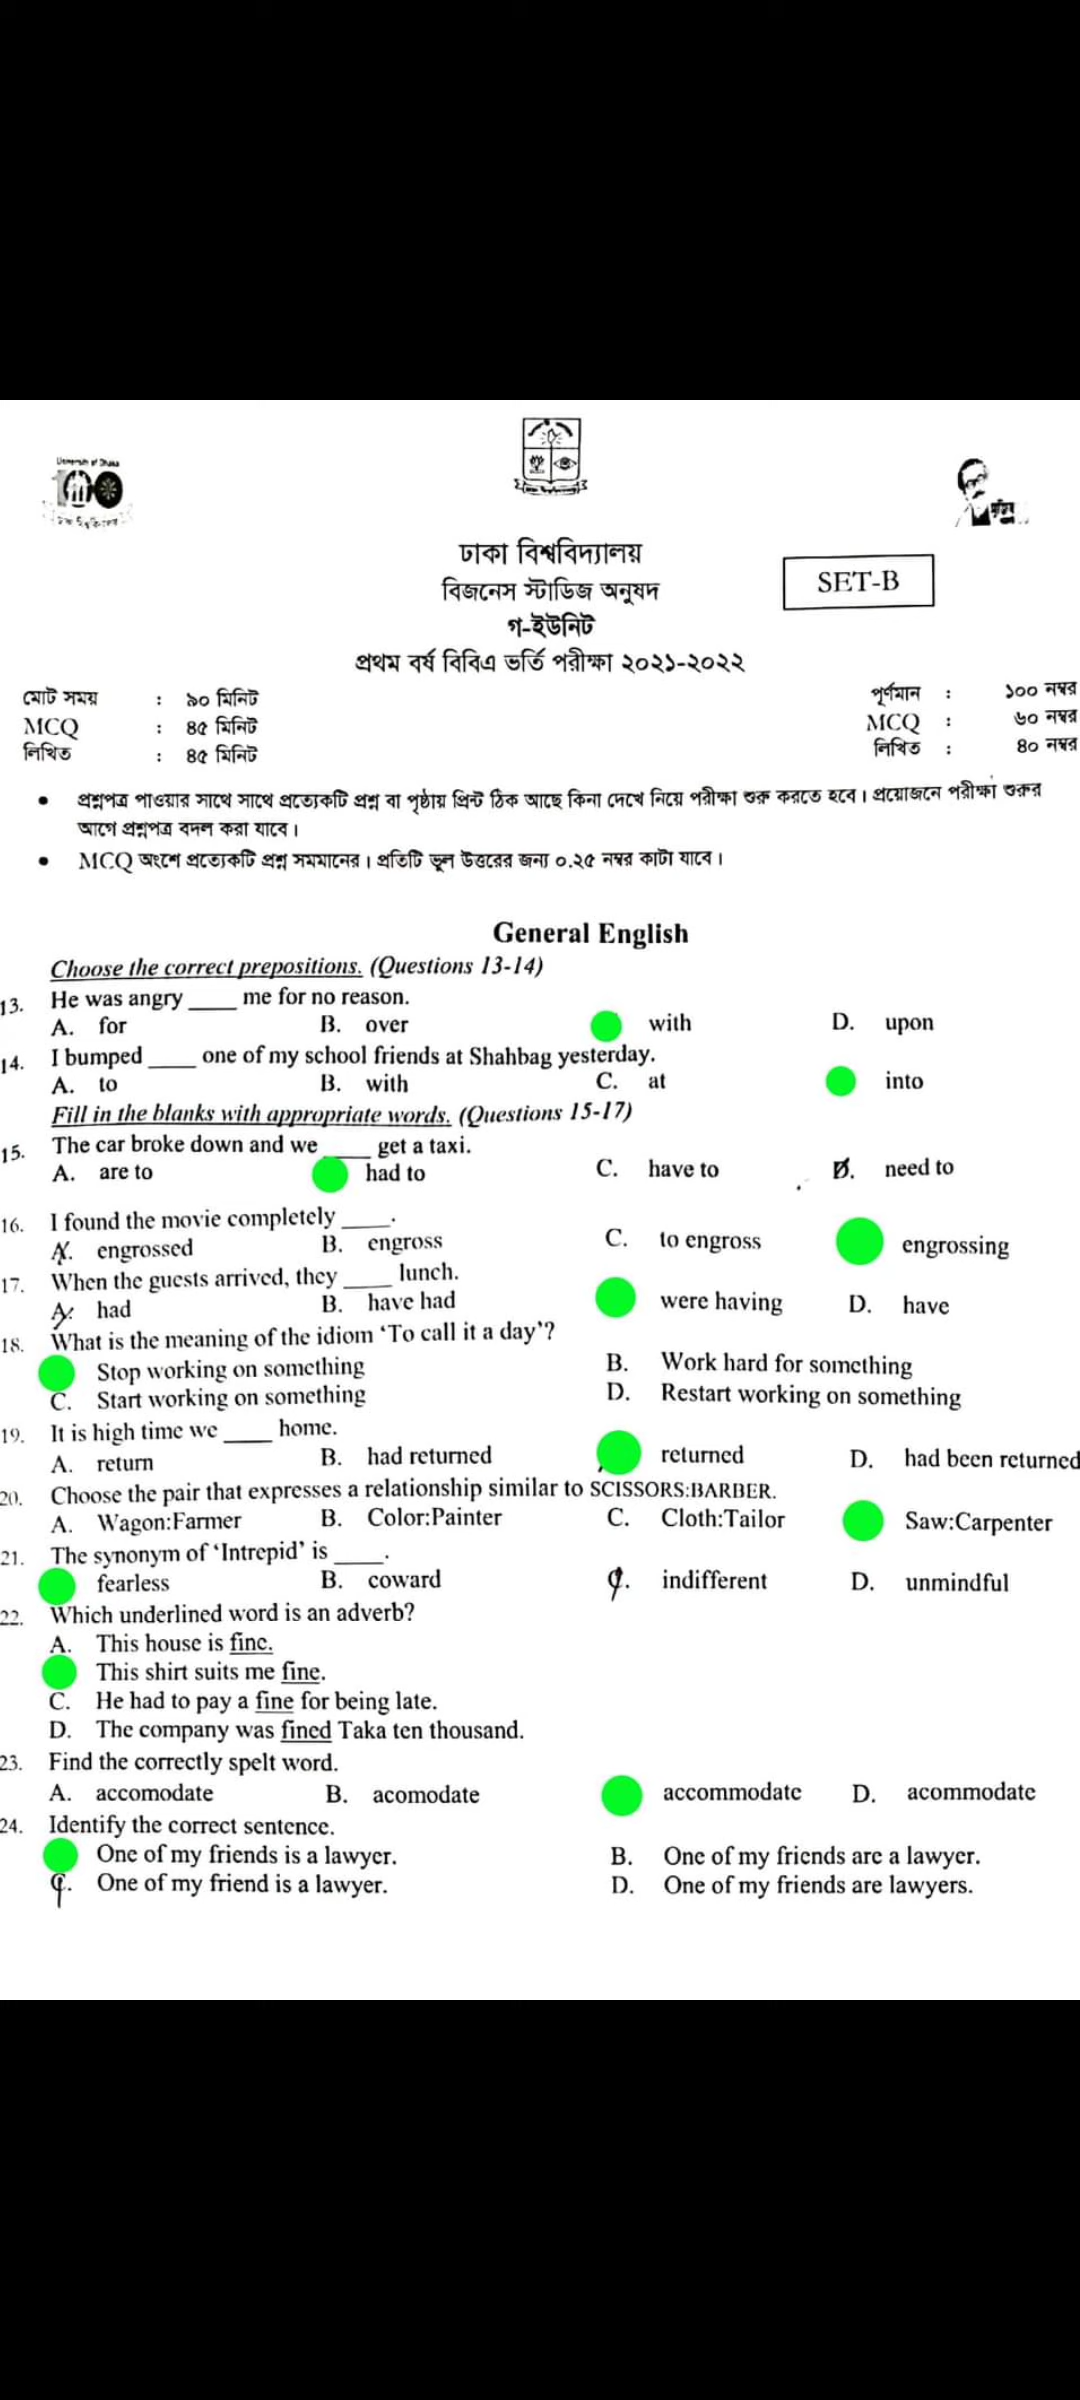 University of Dhaka
100
ঢাকা বিশ্ববিদ্যালয়
বিজনেস স্টাডিজ অনুষদ
SET-B
গ-ইউনিট
প্রথম বর্ষ বিবিএ ভর্তি পরীক্ষা ২০২১-২০২২
মোট সময় : ৯০ মিনিট পূর্ণমান : ১০০ নম্বর
MCQ : ৪৫ মিনিট MCQ : ৬০ নম্বর
লিখিত : ৪৫ মিনিট লিখিত : ৪০ নম্বর
• প্রশ্নপত্র পাওয়ার সাথে সাথে প্রত্যেকটি প্রশ্ন বা পৃষ্ঠায় প্রিন্ট ঠিক আছে কিনা দেখে নিয়ে পরীক্ষা শুরু করতে হবে। প্রয়োজনে পরীক্ষা শুরুর
আগে প্রশ্নপত্র বদল করা যাবে।
• MCQ অংশে প্রত্যেকটি প্রশ্ন সমমানের। প্রতিটি ভুল উত্তরের জন্য ০.২৫ নম্বর কাটা যাবে।
General English
Choose the correct prepositions. (Questions 13-14)
13. He was angry ____ me for no reason.
A. for B. over with D. upon
14. I bumped ____ one of my school friends at Shahbag yesterday.
A. to B. with C. at into
Fill in the blanks with appropriate words. (Questions 15-17)
15. The car broke down and we ____ get a taxi.
A. are to had to C. have to D. need to
16. I found the movie completely ____.
A. engrossed B. engross C. to engross engrossing
17. When the guests arrived, they ____ lunch.
A. had B. have had were having D. have
18. What is the meaning of the idiom ‘To call it a day’?
Stop working on something B. Work hard for something
C. Start working on something D. Restart working on something
19. It is high time we ____ home.
A. return B. had returned returned D. had been returned
20. Choose the pair that expresses a relationship similar to SCISSORS:BARBER.
A. Wagon:Farmer B. Color:Painter C. Cloth:Tailor Saw:Carpenter
21. The synonym of ‘Intrepid’ is ____.
fearless B. coward C. indifferent D. unmindful
22. Which underlined word is an adverb?
A. This house is fine.
This shirt suits me fine.
C. He had to pay a fine for being late.
D. The company was fined Taka ten thousand.
23. Find the correctly spelt word.
A. accomodate B. acomodate accommodate D. acommodate
24. Identify the correct sentence.
One of my friends is a lawyer. B. One of my friends are a lawyer.
C. One of my friend is a lawyer. D. One of my friends are lawyers.